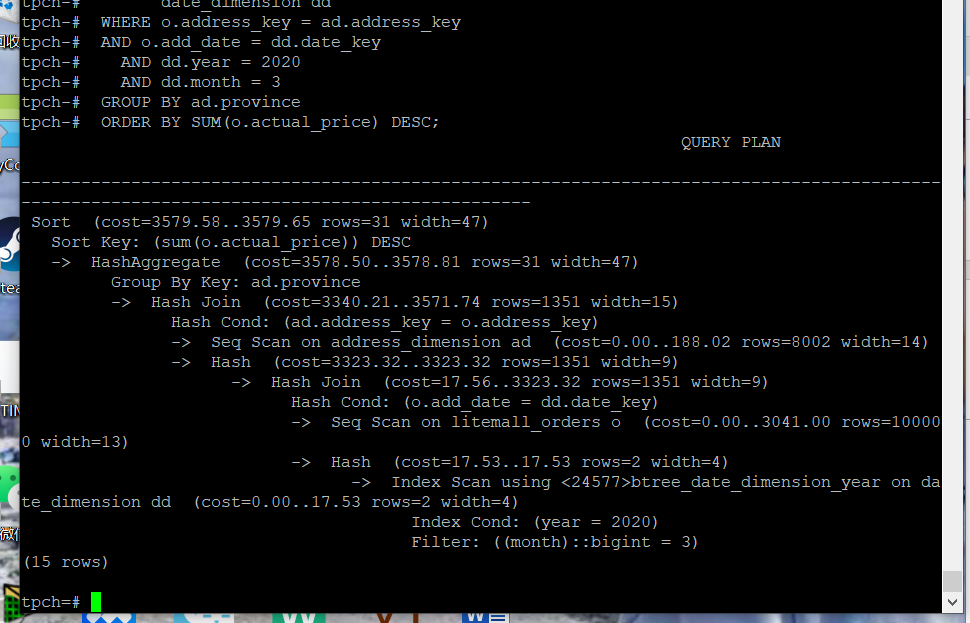 tpch-#         date_dimension dd
tpch-#  WHERE o.address_key = ad.address_key
tpch-#  AND o.add_date = dd.date_key
tpch-#    AND dd.year = 2020
tpch-#    AND dd.month = 3
tpch-#  GROUP BY ad.province
tpch-#  ORDER BY SUM(o.actual_price) DESC;
QUERY PLAN
--------------------------------------------------------------------------------------------
---------------------------------------------------
Sort  (cost=3579.58..3579.65 rows=31 width=47)
Sort Key: (sum(o.actual_price)) DESC
->  HashAggregate  (cost=3578.50..3578.81 rows=31 width=47)
Group By Key: ad.province
->  Hash Join  (cost=3340.21..3571.74 rows=1351 width=15)
Hash Cond: (ad.address_key = o.address_key)
->  Seq Scan on address_dimension ad  (cost=0.00..188.02 rows=8002 width=14)
->  Hash  (cost=3323.32..3323.32 rows=1351 width=9)
->  Hash Join  (cost=17.56..3323.32 rows=1351 width=9)
Hash Cond: (o.add_date = dd.date_key)
->  Seq Scan on litemall_orders o  (cost=0.00..3041.00 rows=10000
0 width=13)
->  Hash  (cost=17.53..17.53 rows=2 width=4)
->  Index Scan using <24577>btree_date_dimension_year on da
te_dimension dd  (cost=0.00..17.53 rows=2 width=4)
Index Cond: (year = 2020)
Filter: ((month)::bigint = 3)
(15 rows)
tpch=#